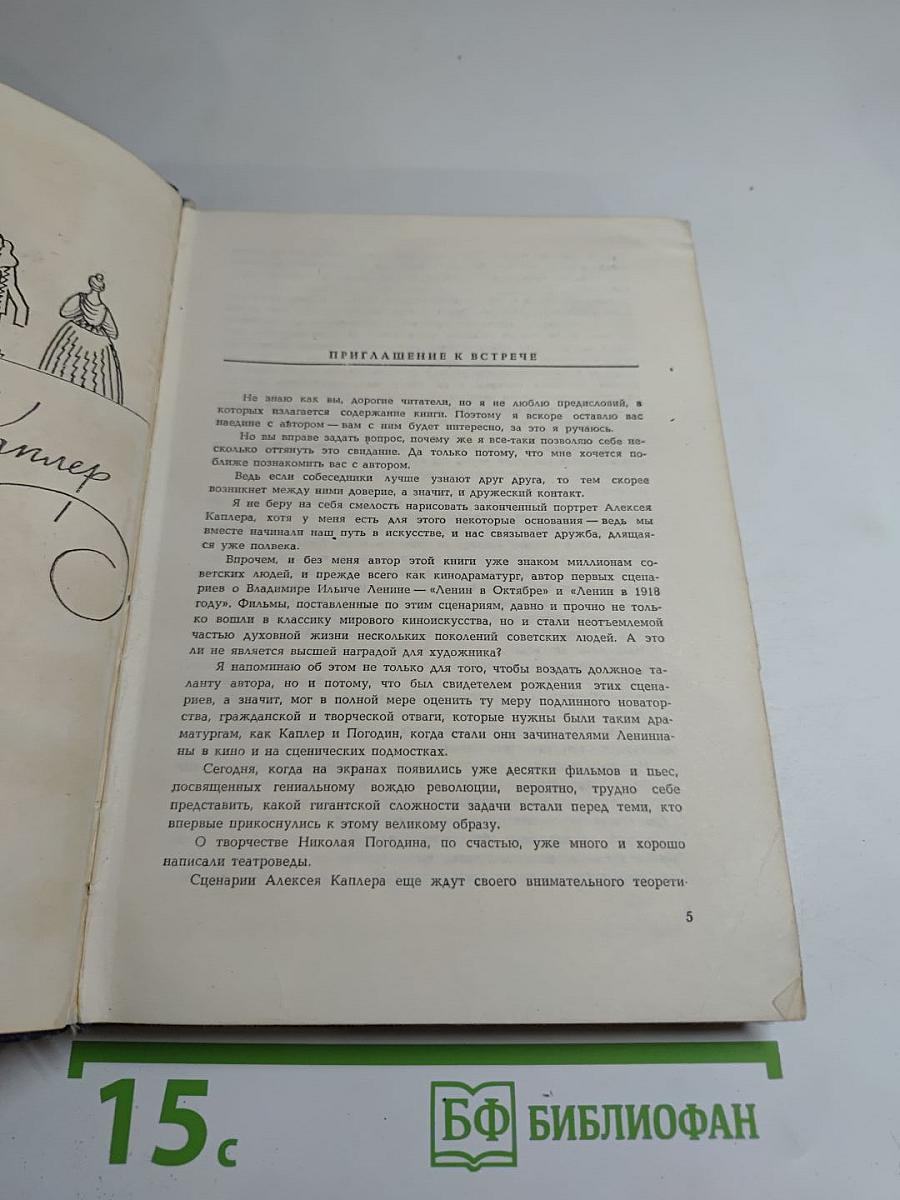 Каплер
ПРИГЛАШЕНИЕ К ВСТРЕЧЕ
Не знаю как вы, дорогие читатели, но я не люблю предисловий, в
которых излагается содержание книги. Поэтому я вскоре оставлю вас
наедине с автором — вам с ним будет интересно, за это я ручаюсь.
Но вы вправе задать вопрос, почему же я все-таки позволяю себе не-
сколько оттянуть это свидание. Да только потому, что мне хочется по-
ближе познакомить вас с автором.
Ведь если собеседники лучше узнают друг друга, то тем скорее
возникнет между ними доверие, а значит, и дружеский контакт.
Я не беру на себя смелость нарисовать законченный портрет Алексея
Каплера, хотя у меня есть для этого некоторые основания — ведь мы
вместе начинали наш путь в искусстве, и нас связывает дружба, длящая-
ся уже полвека.
Впрочем, и без меня автор этой книги уже знаком миллионам со-
ветских людей, и прежде всего как кинодраматург, автор первых сцена-
риев о Владимире Ильиче Ленине — «Ленин в Октябре» и «Ленин в 1918
году». Фильмы, поставленные по этим сценариям, давно и прочно не толь-
ко вошли в классику мирового киноискусства, но и стали неотъемлемой
частью духовной жизни нескольких поколений советских людей. А это
ли не является высшей наградой для художника?
Я напоминаю об этом не только для того, чтобы воздать должное та-
ланту автора, но и потому, что был свидетелем рождения этих сцена-
риев, а значит, мог в полной мере оценить ту меру подлинного новатор-
ства, гражданской и творческой отваги, которые нужны были таким дра-
матургам, как Каплер и Погодин, когда стали они зачинателями Лениниа-
ны в кино и на сценических подмостках.
Сегодня, когда на экранах появились уже десятки фильмов и пьес,
посвященных гениальному вождю революции, вероятно, трудно себе
представить, какой гигантской сложности задачи встали перед теми, кто
впервые прикоснулись к этому великому образу.
О творчестве Николая Погодина, по счастью, уже много и хорошо
написали театроведы.
Сценарии Алексея Каплера еще ждут своего внимательного теорети-
5
15 с
БФ БИБЛИОФАН